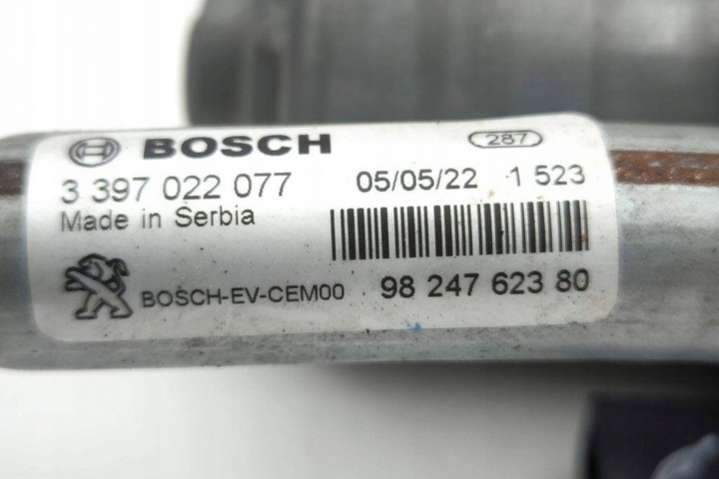 BOSCH 287
3 397 022 077 05/05/22 1 523
Made in Serbia
BOSCH-EV-CEM00 98 247 623 80